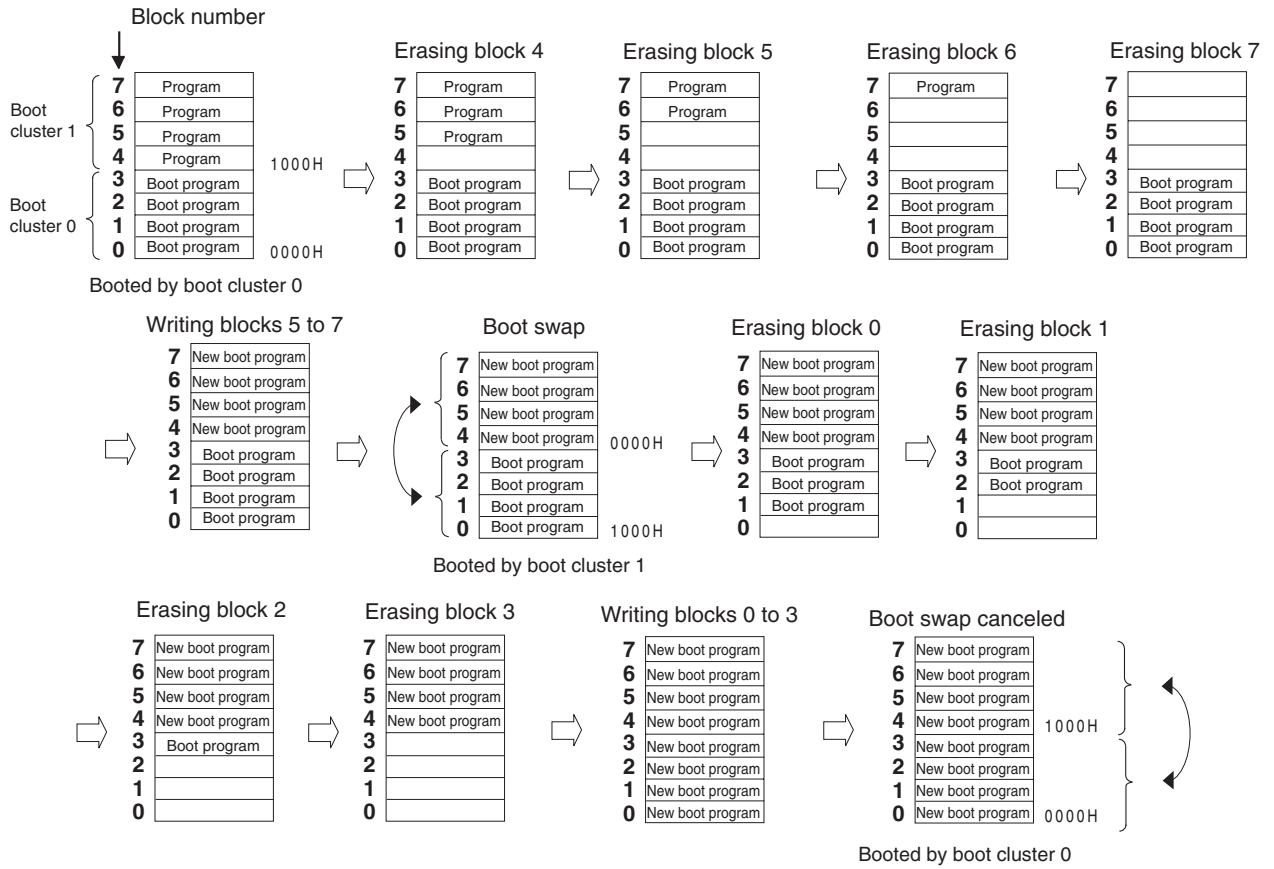 Block number
Erasing block 4
Erasing block 5
Erasing block 6
Erasing block 7
Boot
cluster 1
Boot
cluster 0
7 Program
6 Program
5 Program
4 Program
1000H
3 Boot program
2 Boot program
1 Boot program
0 Boot program
0000H
Booted by boot cluster 0
7 Program
6 Program
5 Program
4
3 Boot program
2 Boot program
1 Boot program
0 Boot program
7 Program
6 Program
5
4
3 Boot program
2 Boot program
1 Boot program
0 Boot program
7 Program
6
5
4
3 Boot program
2 Boot program
1 Boot program
0 Boot program
7
6
5
4
3 Boot program
2 Boot program
1 Boot program
0 Boot program
Writing blocks 5 to 7
7 New boot program
6 New boot program
5 New boot program
4 New boot program
3 Boot program
2 Boot program
1 Boot program
0 Boot program
Boot swap
7 New boot program
6 New boot program
5 New boot program
4 New boot program
0000H
3 Boot program
2 Boot program
1 Boot program
0 Boot program
1000H
Booted by boot cluster 1
Erasing block 0
7 New boot program
6 New boot program
5 New boot program
4 New boot program
3 Boot program
2 Boot program
1 Boot program
0
Erasing block 1
7 New boot program
6 New boot program
5 New boot program
4 New boot program
3 Boot program
2 Boot program
1
0
Erasing block 2
7 New boot program
6 New boot program
5 New boot program
4 New boot program
3 Boot program
2
1
0
Erasing block 3
7 New boot program
6 New boot program
5 New boot program
4 New boot program
3
2
1
0
Writing blocks 0 to 3
7 New boot program
6 New boot program
5 New boot program
4 New boot program
3 New boot program
2 New boot program
1 New boot program
0 New boot program
Boot swap canceled
7 New boot program
6 New boot program
5 New boot program
4 New boot program
1000H
3 New boot program
2 New boot program
1 New boot program
0 New boot program
0000H
Booted by boot cluster 0